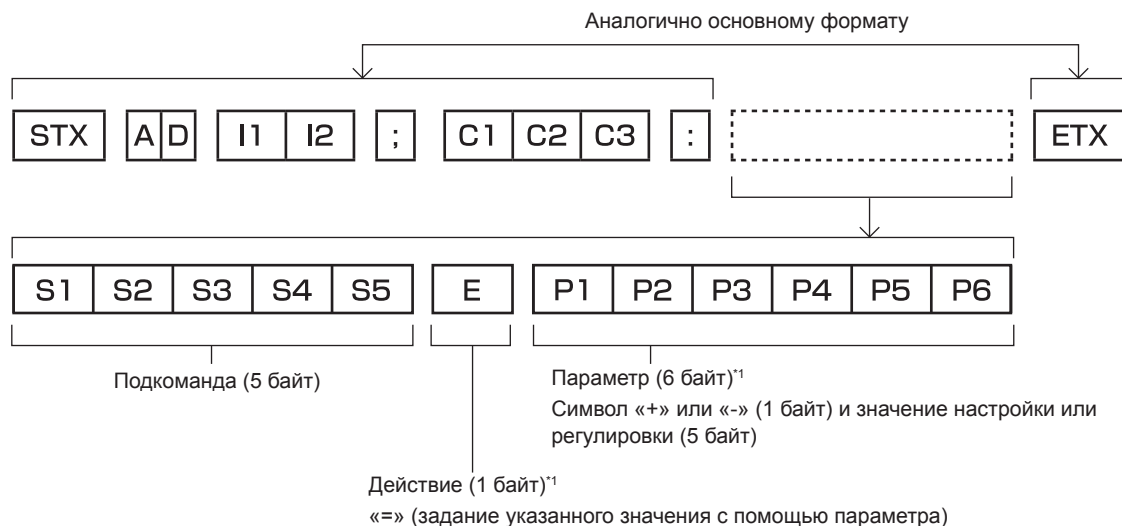 Аналогично основному формату
STX A D I1 I2 ; C1 C2 C3 : ETX
S1 S2 S3 S4 S5 E P1 P2 P3 P4 P5 P6
Подкоманда (5 байт)
Параметр (6 байт)*1
Символ «+» или «-» (1 байт) и значение настройки или
регулировки (5 байт)
Действие (1 байт)*1
«=» (задание указанного значения с помощью параметра)